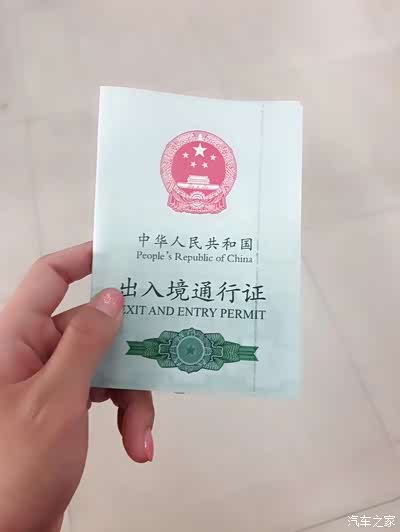 中华人民共和国
People's Republic of China
出入境通行证
EXIT AND ENTRY PERMIT
汽车之家